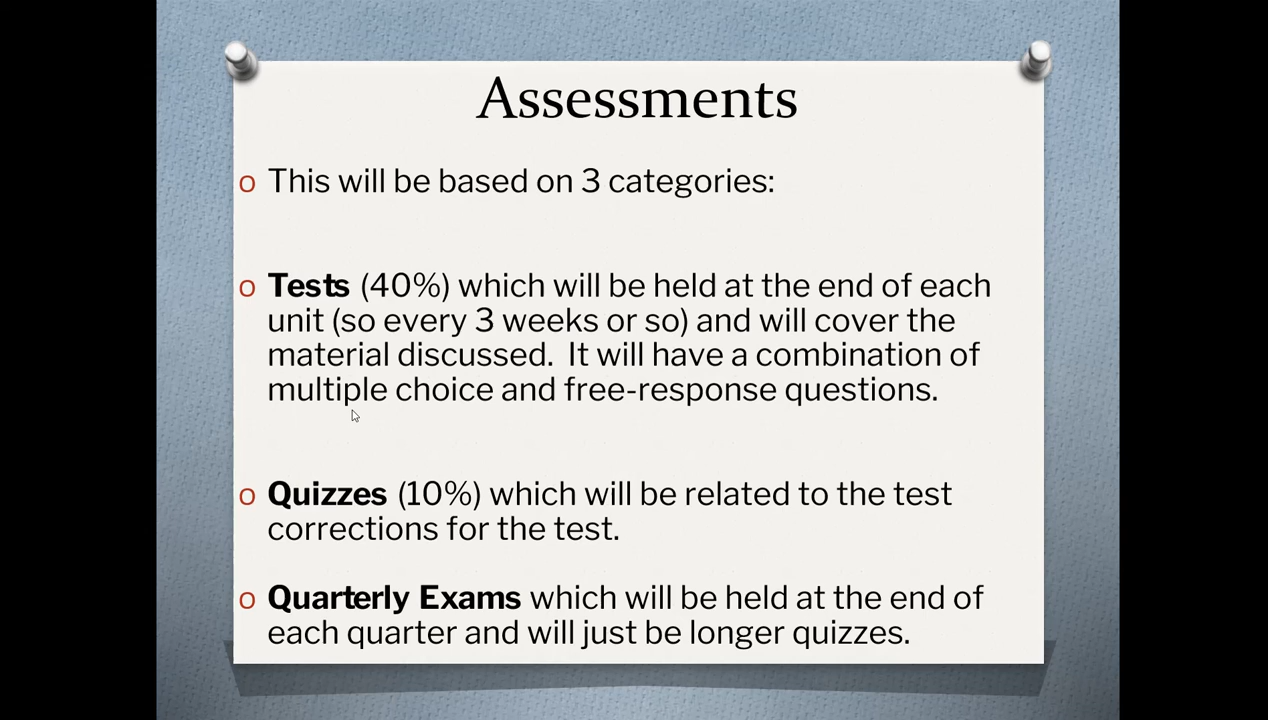 Assessments
o This will be based on 3 categories:
o Tests (40%) which will be held at the end of each
unit (so every 3 weeks or so) and will cover the
material discussed.  It will have a combination of
multiple choice and free-response questions.
o Quizzes (10%) which will be related to the test
corrections for the test.
o Quarterly Exams which will be held at the end of
each quarter and will just be longer quizzes.